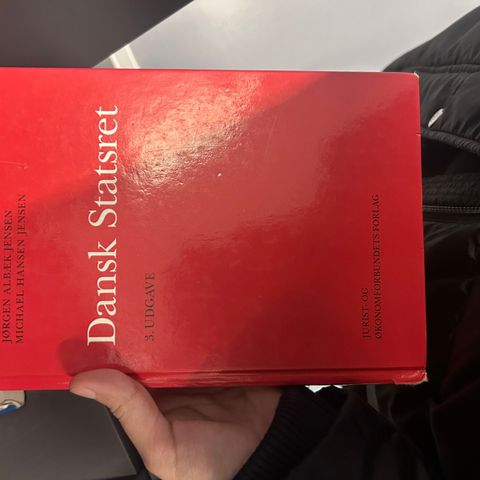 JØRGEN ALBÆK JENSEN
MICHAEL HANSEN JENSEN
Dansk Statsret
3. UDGAVE
JURIST- OG
ØKONOMFORBUNDETS FORLAG